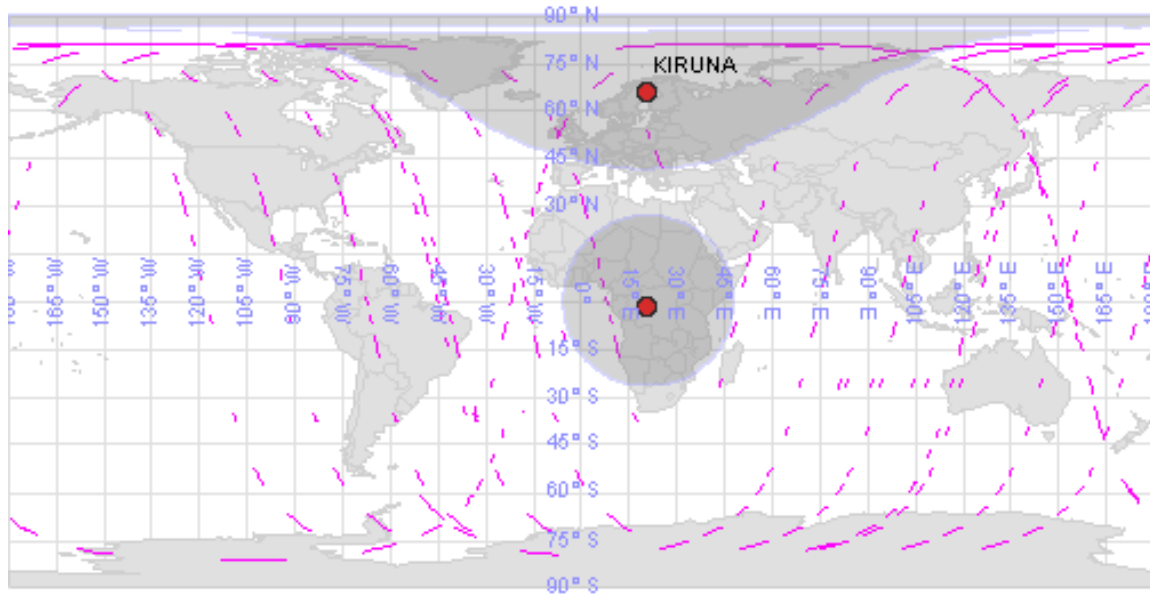 90° N
75° N
KIRUNA
60° N
45° N
30° N
165° W
150° W
135° W
120° W
105° W
90° W
75° W
60° W
45° W
30° W
15° W
0°
15° E
30° E
45° E
60° E
75° E
90° E
105° E
120° E
135° E
150° E
165° E
15° S
30° S
45° S
60° S
75° S
90° S